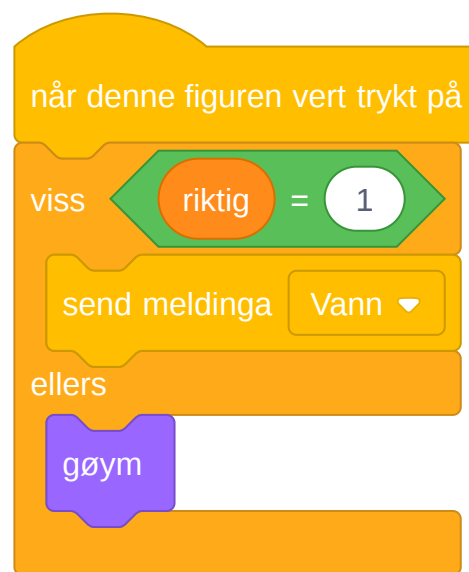 når denne figuren vert trykt på
viss riktig = 1
send meldinga Vann
ellers
gøym